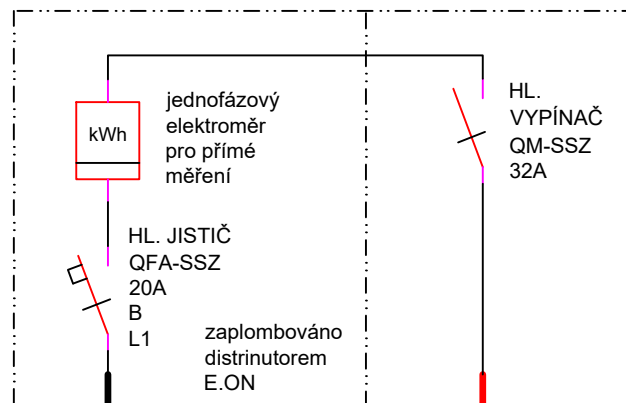 jednofázový
elektroměr
pro přímé
měření
kWh
HL.
VYPÍNAČ
QM-SSZ
32A
HL. JISTIČ
QFA-SSZ
20A
B
L1
zaplombováno
distrinutorem
E.ON